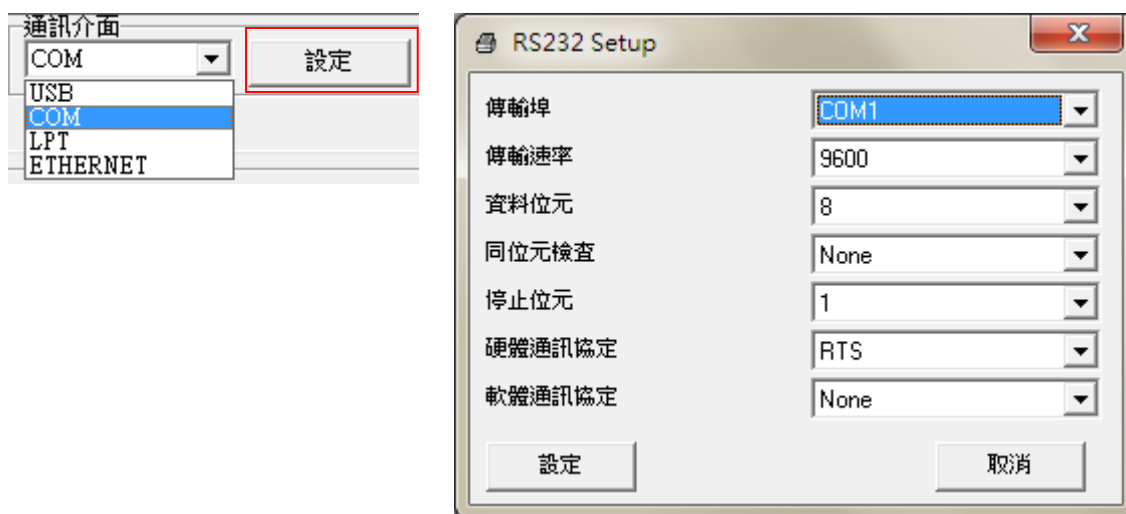 通訊介面
COM
設定
USB
COM
LPT
ETHERNET
RS232 Setup
傳輸埠 COM1
傳輸速率 9600
資料位元 8
同位元檢查 None
停止位元 1
硬體通訊協定 RTS
軟體通訊協定 None
設定 取消